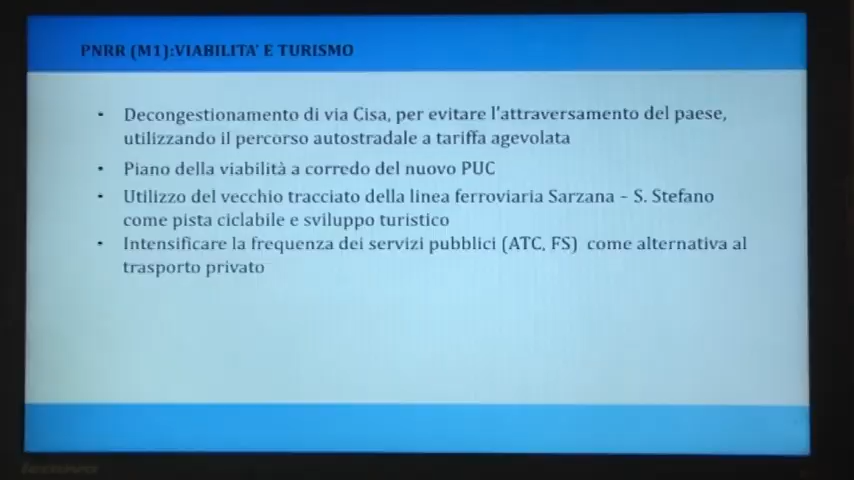 PNRR (M1):VIABILITA' E TURISMO
• Decongestionamento di via Cisa, per evitare l'attraversamento del paese,
utilizzando il percorso autostradale a tariffa agevolata
• Piano della viabilità a corredo del nuovo PUC
• Utilizzo del vecchio tracciato della linea ferroviaria Sarzana – S. Stefano
come pista ciclabile e sviluppo turistico
• Intensificare la frequenza dei servizi pubblici (ATC, FS) come alternativa al
trasporto privato
lenovo